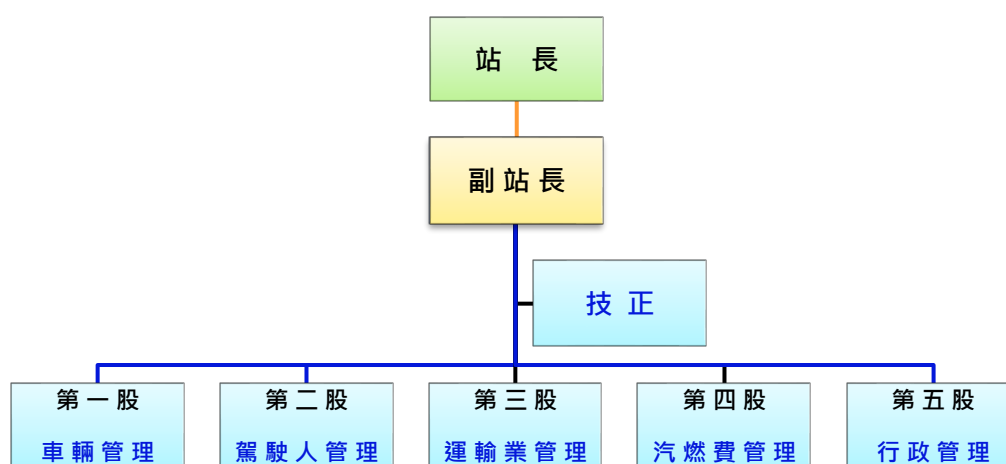 站 長
副站長
技正
第一股
車輛管理
第二股
駕駛人管理
第三股
運輸業管理
第四股
汽燃費管理
第五股
行政管理